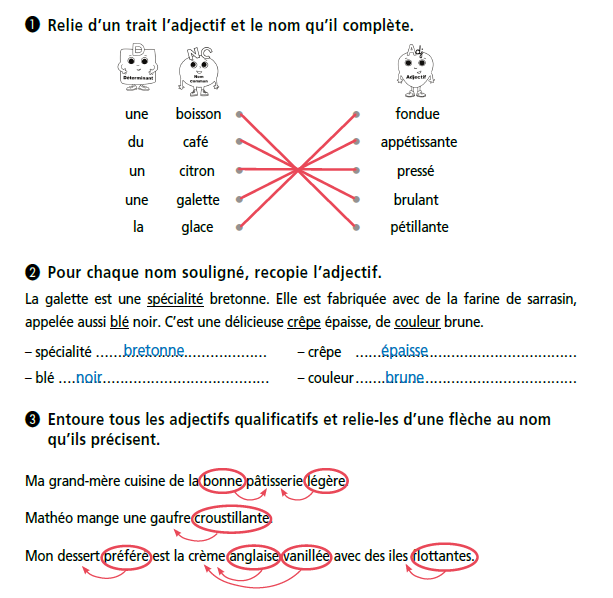 1 Relie d’un trait l’adjectif et le nom qu’il complète.
D NC Adj
Déterminant Nom commun Adjectif
une boisson fondue
du café appétissante
un citron pressé
une galette brulant
la glace pétillante
2 Pour chaque nom souligné, recopie l’adjectif.
La galette est une spécialité bretonne. Elle est fabriquée avec de la farine de sarrasin,
appelée aussi blé noir. C’est une délicieuse crêpe épaisse, de couleur brune.
– spécialité bretonne – crêpe épaisse
– blé noir – couleur brune
3 Entoure tous les adjectifs qualificatifs et relie-les d’une flèche au nom
qu’ils précisent.
Ma grand-mère cuisine de la bonne pâtisserie légère.
Mathéo mange une gaufre croustillante.
Mon dessert préféré est la crème anglaise vanillée avec des iles flottantes.